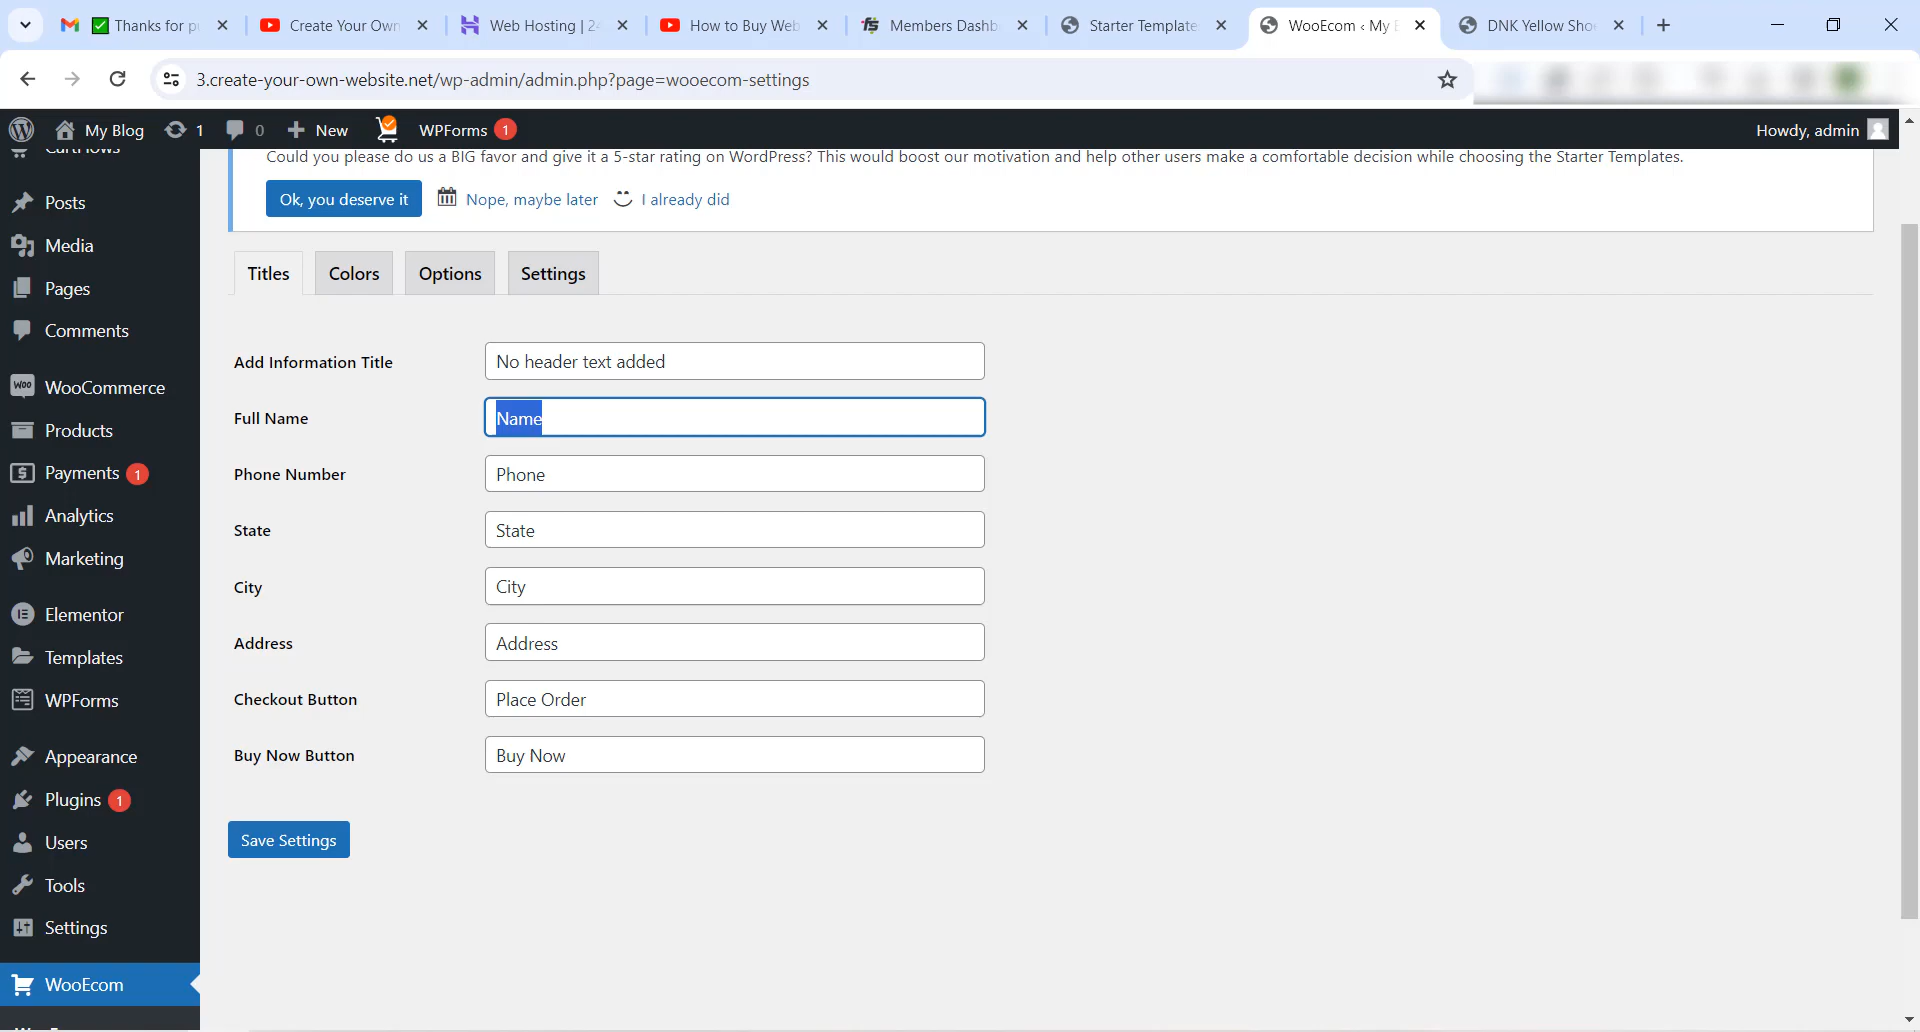 Thanks for p
Create Your Own
Web Hosting | 2
How to Buy Web
Members Dashb
Starter Template
WooEcom ‹ My B
DNK Yellow Sho
3.create-your-own-website.net/wp-admin/admin.php?page=wooecom-settings
My Blog
1
0
New
WPForms
1
Howdy, admin
CartFlows
Posts
Media
Pages
Comments
Woo
WooCommerce
Products
Payments
1
Analytics
Marketing
Elementor
Templates
WPForms
Appearance
Plugins
1
Users
Tools
Settings
WooEcom
Could you please do us a BIG favor and give it a 5-star rating on WordPress? This would boost our motivation and help other users make a comfortable decision while choosing the Starter Templates.
Ok, you deserve it
Nope, maybe later
I already did
Titles
Colors
Options
Settings
Add Information Title
No header text added
Full Name
Name
Phone Number
Phone
State
State
City
City
Address
Address
Checkout Button
Place Order
Buy Now Button
Buy Now
Save Settings